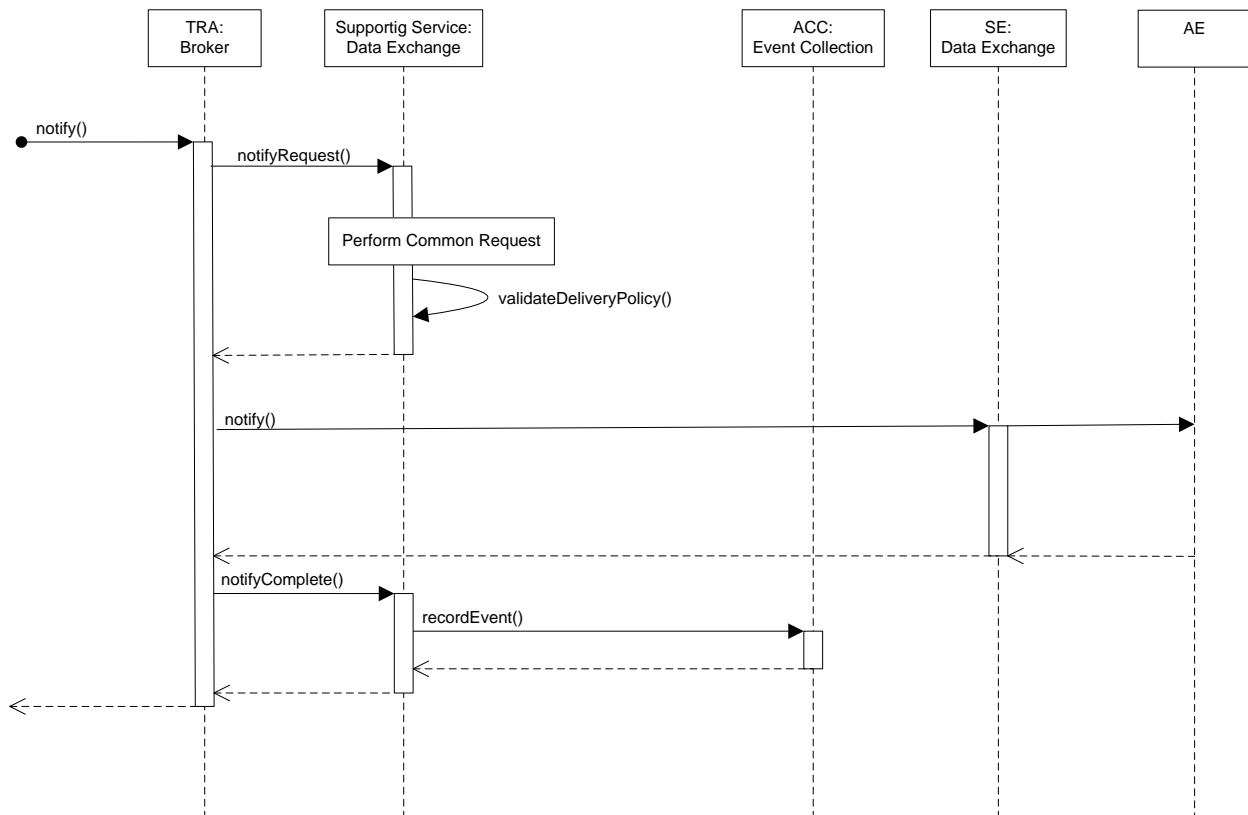 TRA:
Broker
Supportig Service:
Data Exchange
ACC:
Event Collection
SE:
Data Exchange
AE
notify()
notifyRequest()
Perform Common Request
validateDeliveryPolicy()
notify()
notifyComplete()
recordEvent()